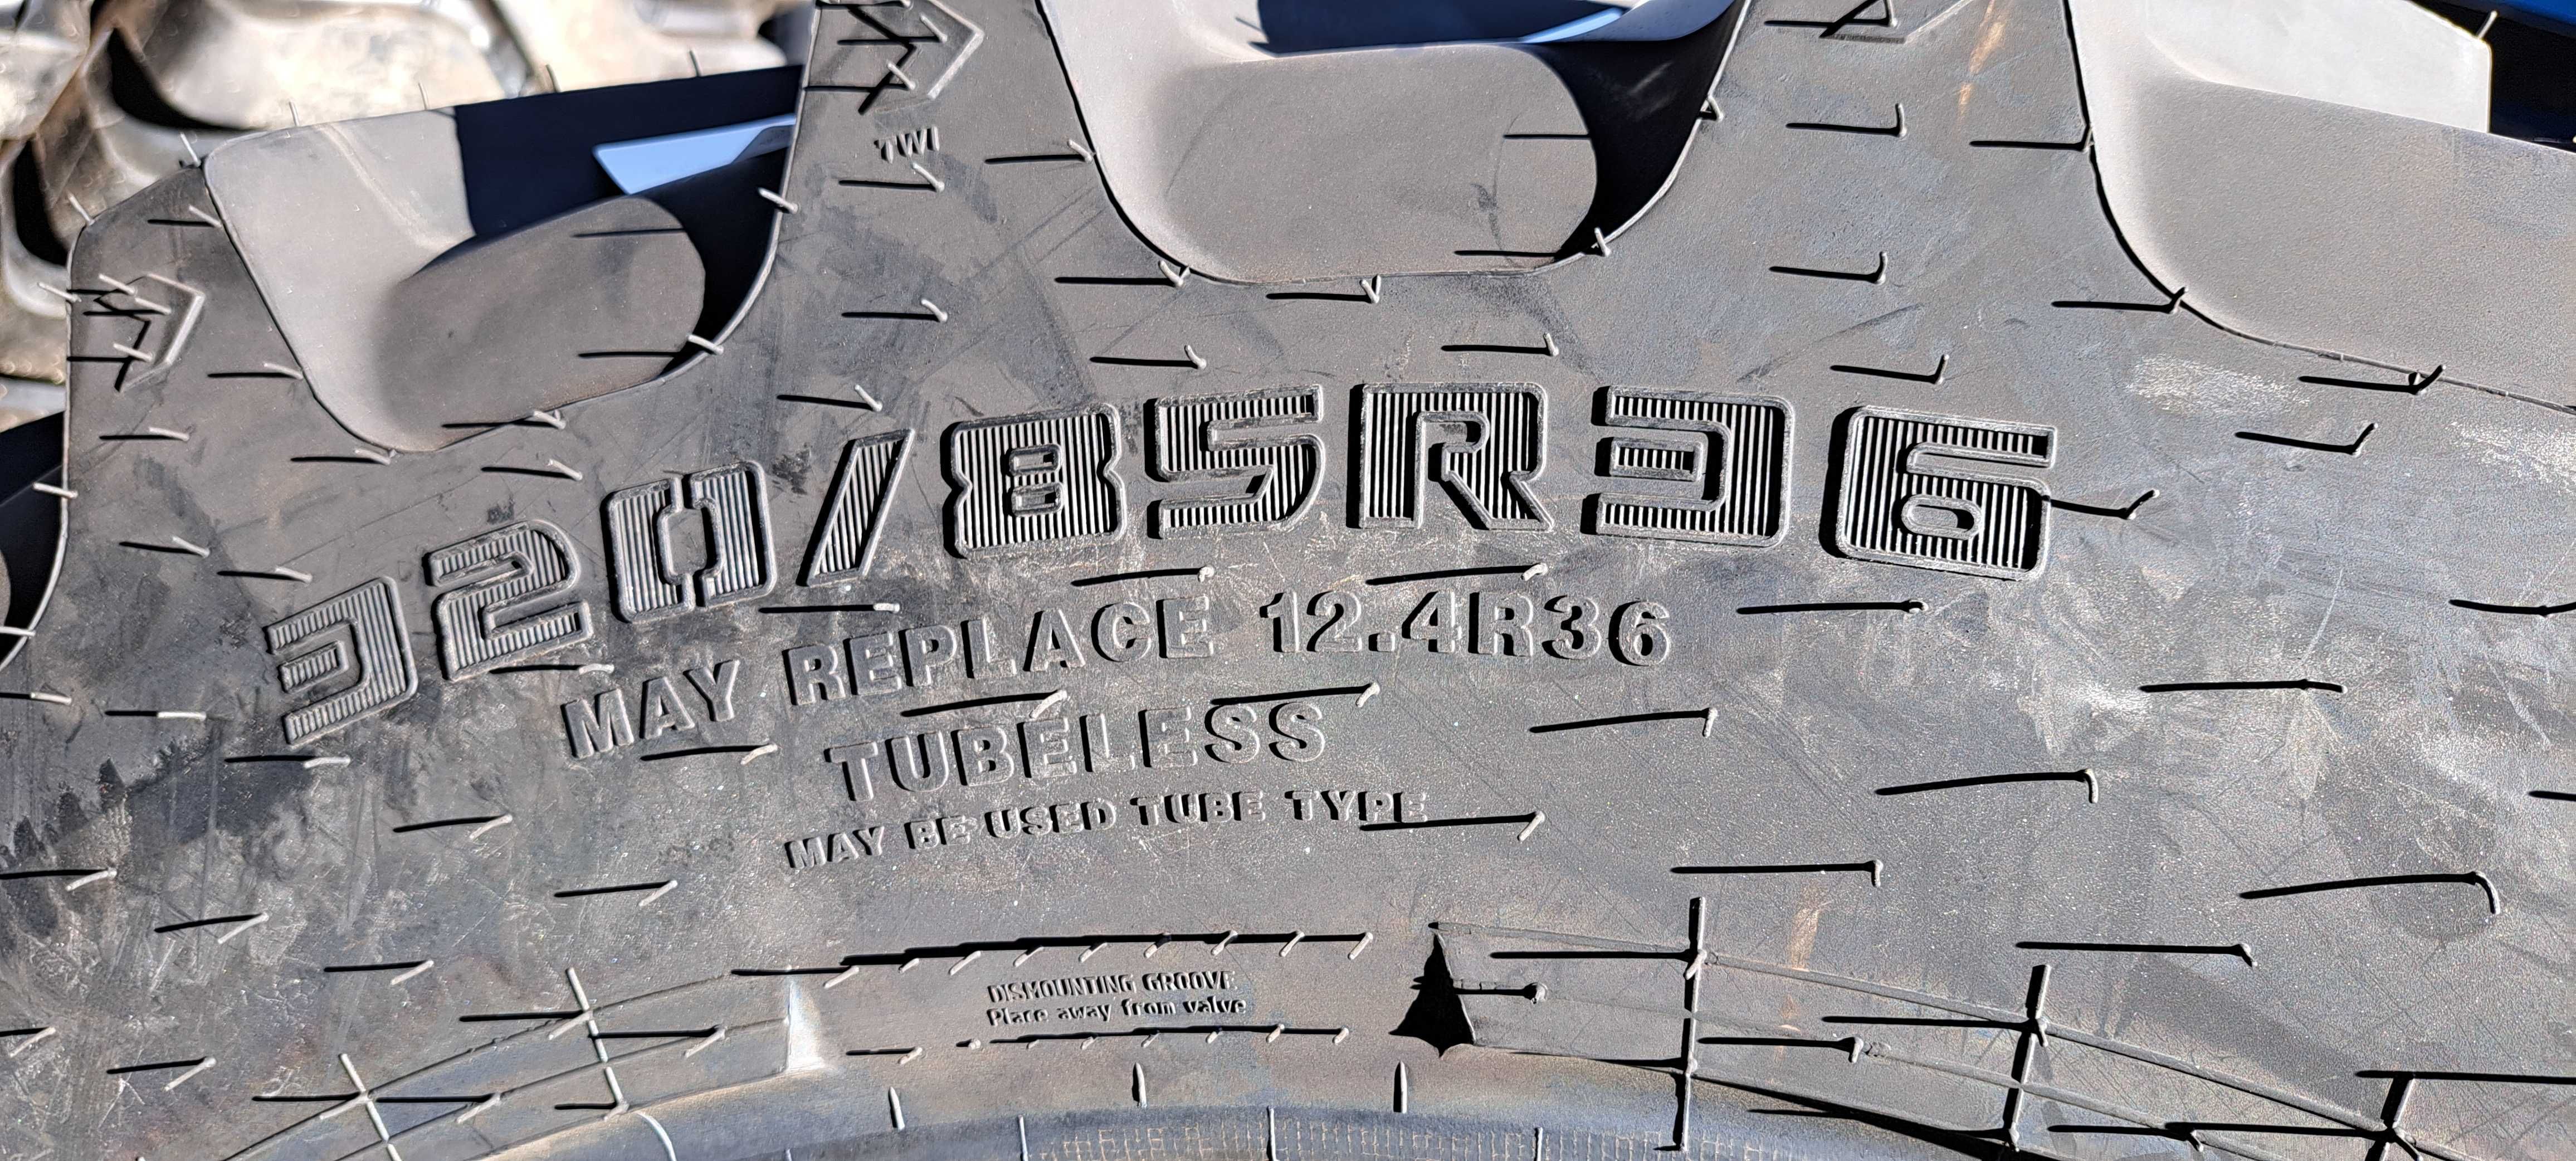 TWI
320/85R36
MAY REPLACE 12.4R36
TUBELESS
MAY BE USED TUBE TYPE
DISMOUNTING GROOVE
Place away from valve